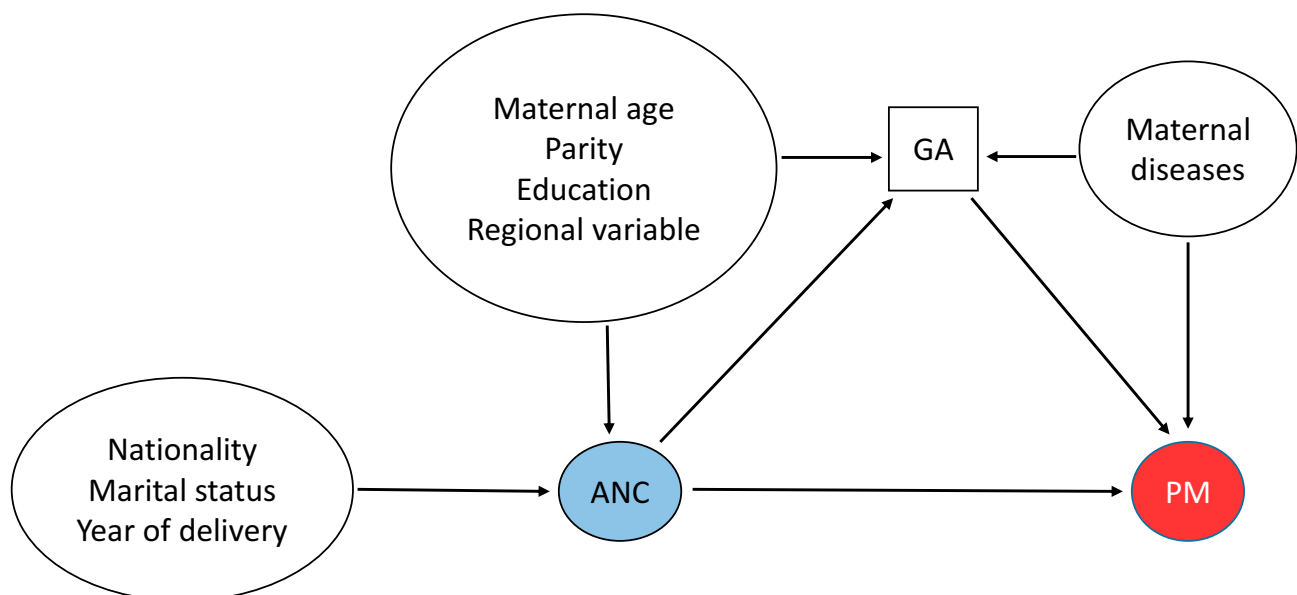 Maternal age
Parity
Education
Regional variable
GA
Maternal
diseases
Nationality
Marital status
Year of delivery
ANC
PM